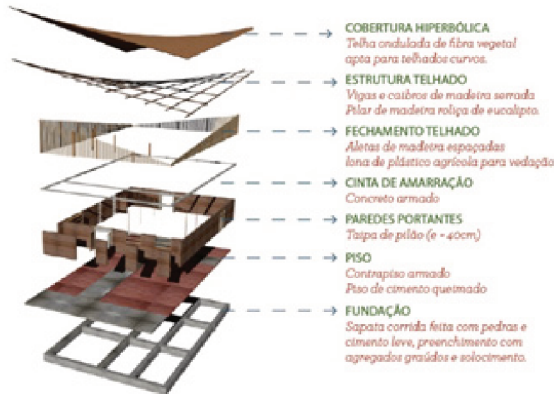 COBERTURA HIPERBÓLICA
Telha ondulada de fibra vegetal
apta para telhados curvos.
ESTRUTURA TELHADO
Vigas e caibros de madeira serrada
Pilar de madeira roliça de eucalipto.
FECHAMENTO TELHADO
Aletas de madeira espaçadas
lona de plástico agrícola para vedação
CINTA DE AMARRAÇÃO
Concreto armado
PAREDES PORTANTES
Taipa de pilão (e = 40cm)
PISO
Contrapiso armado
Piso de cimento queimado
FUNDAÇÃO
Sapata corrida feita com pedras e
cimento leve, preenchimento com
agregados graúdos e solocimento.